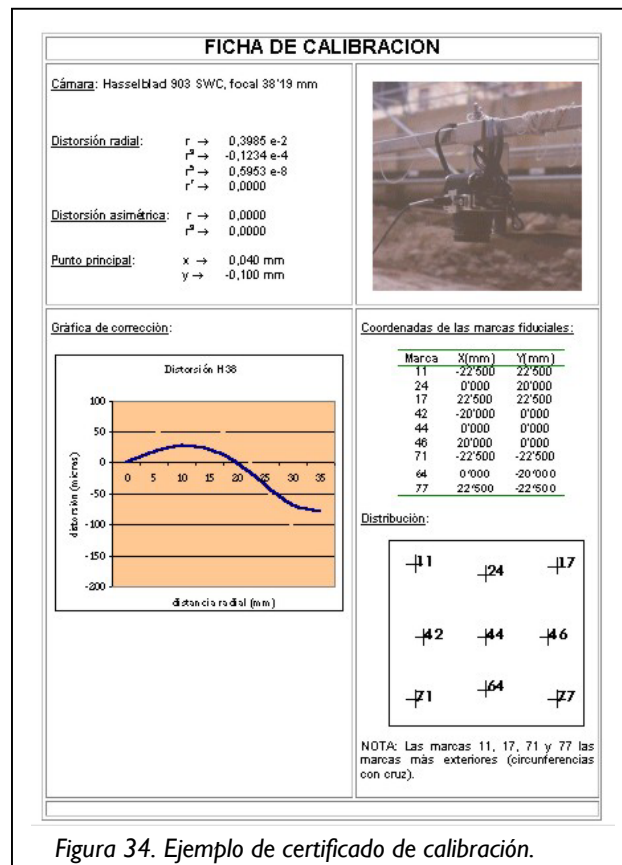 FICHA DE CALIBRACION
Cámara: Hasselblad 903 SWC, focal 38'19 mm
Distorsión radial: r → 0,3985 e-2
r³ → -0,1234 e-4
r⁵ → 0,5953 e-8
r⁷ → 0,0000
Distorsión asimétrica: r → 0,0000
r³ → 0,0000
Punto principal: x → 0,040 mm
y → -0,100 mm
Gráfica de corrección:
Distorsión H38
distorsión (micras)
100
50
0
-50
-100
-150
-200
0 5 10 15 20 25 30 35
distancia radial (mm)
Coordenadas de las marcas fiduciales:
Marca X(mm) Y(mm)
11 -22'500 22'500
24 0'000 20'000
17 22'500 22'500
42 -20'000 0'000
44 0'000 0'000
46 20'000 0'000
71 -22'500 -22'500
64 0'000 -20'000
77 22'500 -22'500
Distribución:
11 24 17
42 44 46
71 64 77
NOTA: Las marcas 11, 17, 71 y 77 las
marcas más exteriores (circunferencias
con cruz).
Figura 34. Ejemplo de certificado de calibración.